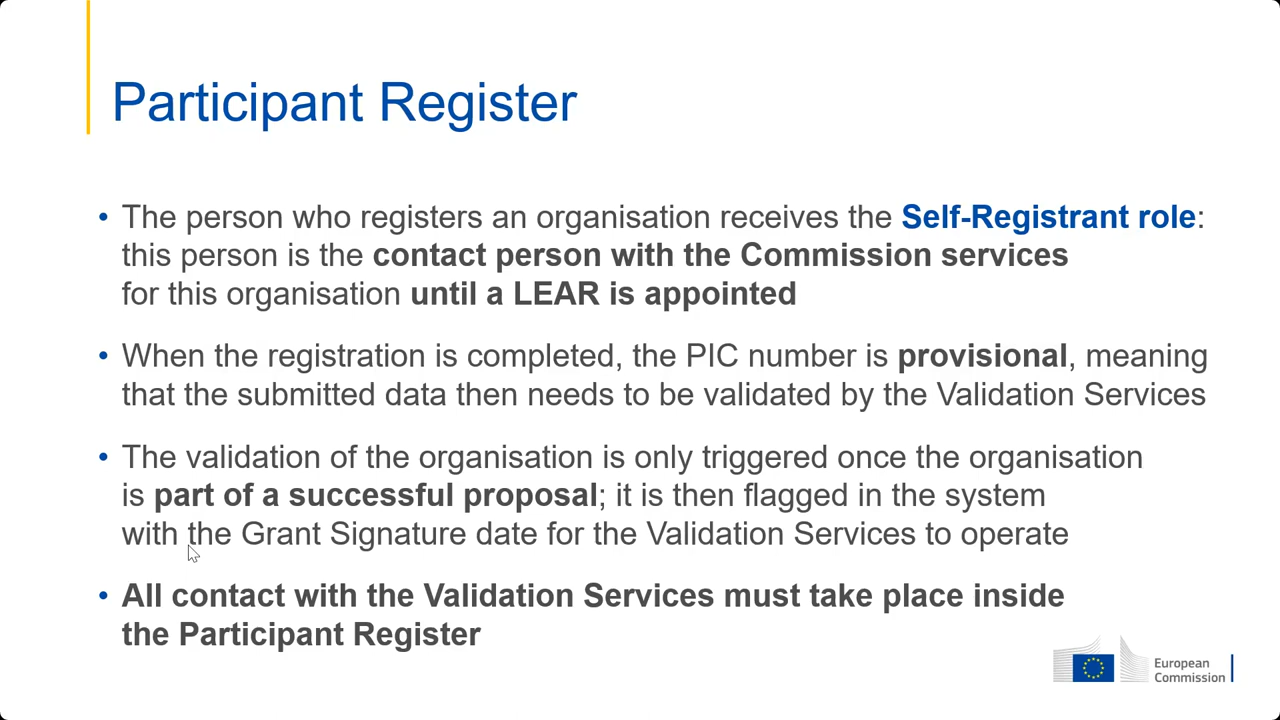 Participant Register
• The person who registers an organisation receives the Self-Registrant role:
this person is the contact person with the Commission services
for this organisation until a LEAR is appointed
• When the registration is completed, the PIC number is provisional, meaning
that the submitted data then needs to be validated by the Validation Services
• The validation of the organisation is only triggered once the organisation
is part of a successful proposal; it is then flagged in the system
with the Grant Signature date for the Validation Services to operate
• All contact with the Validation Services must take place inside
the Participant Register
European
Commission